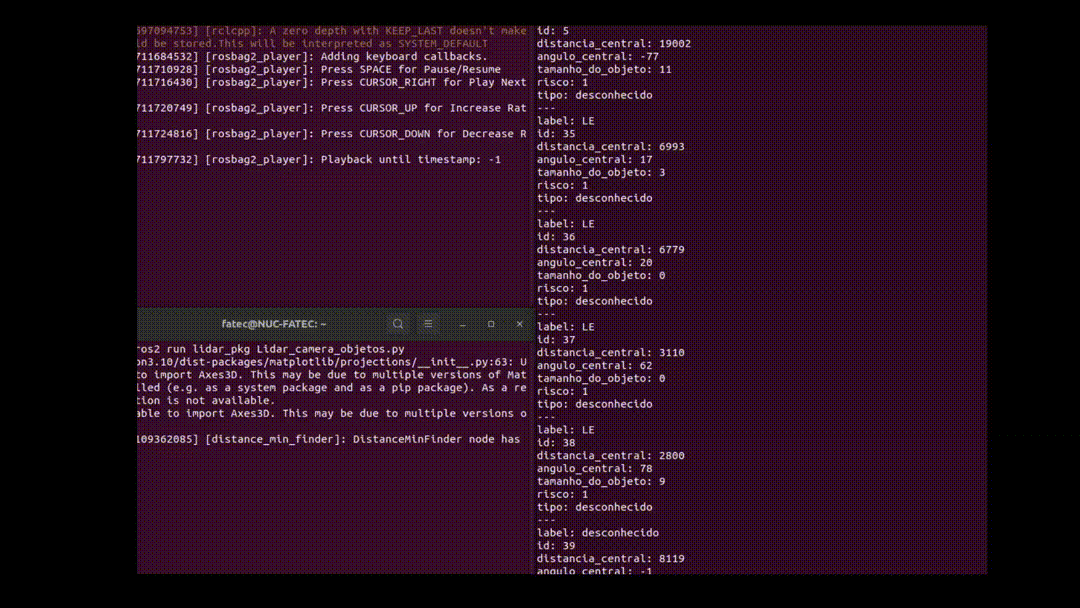 697094753] [rclcpp]: A zero depth with KEEP_LAST doesn't make
ld be stored.This will be interpreted as SYSTEM_DEFAULT
711684532] [rosbag2_player]: Adding keyboard callbacks.
711710928] [rosbag2_player]: Press SPACE for Pause/Resume
711716430] [rosbag2_player]: Press CURSOR_RIGHT for Play Next
711720749] [rosbag2_player]: Press CURSOR_UP for Increase Rat
711724816] [rosbag2_player]: Press CURSOR_DOWN for Decrease R
711797732] [rosbag2_player]: Playback until timestamp: -1
fatec@NUC-FATEC: ~
ros2 run lidar_pkg Lidar_camera_objetos.py
on3.10/dist-packages/matplotlib/projections/__init__.py:63: U
to import Axes3D. This may be due to multiple versions of Mat
lled (e.g. as a system package and as a pip package). As a re
tion is not available.
able to import Axes3D. This may be due to multiple versions o
109362085] [distance_min_finder]: DistanceMinFinder node has
id: 5
distancia_central: 19002
angulo_central: -77
tamanho_do_objeto: 11
risco: 1
tipo: desconhecido
---
label: LE
id: 35
distancia_central: 6993
angulo_central: 17
tamanho_do_objeto: 3
risco: 1
tipo: desconhecido
---
label: LE
id: 36
distancia_central: 6779
angulo_central: 20
tamanho_do_objeto: 0
risco: 1
tipo: desconhecido
---
label: LE
id: 37
distancia_central: 3110
angulo_central: 62
tamanho_do_objeto: 0
risco: 1
tipo: desconhecido
---
label: LE
id: 38
distancia_central: 2800
angulo_central: 78
tamanho_do_objeto: 9
risco: 1
tipo: desconhecido
---
label: desconhecido
id: 39
distancia_central: 8119
angulo_central: -1